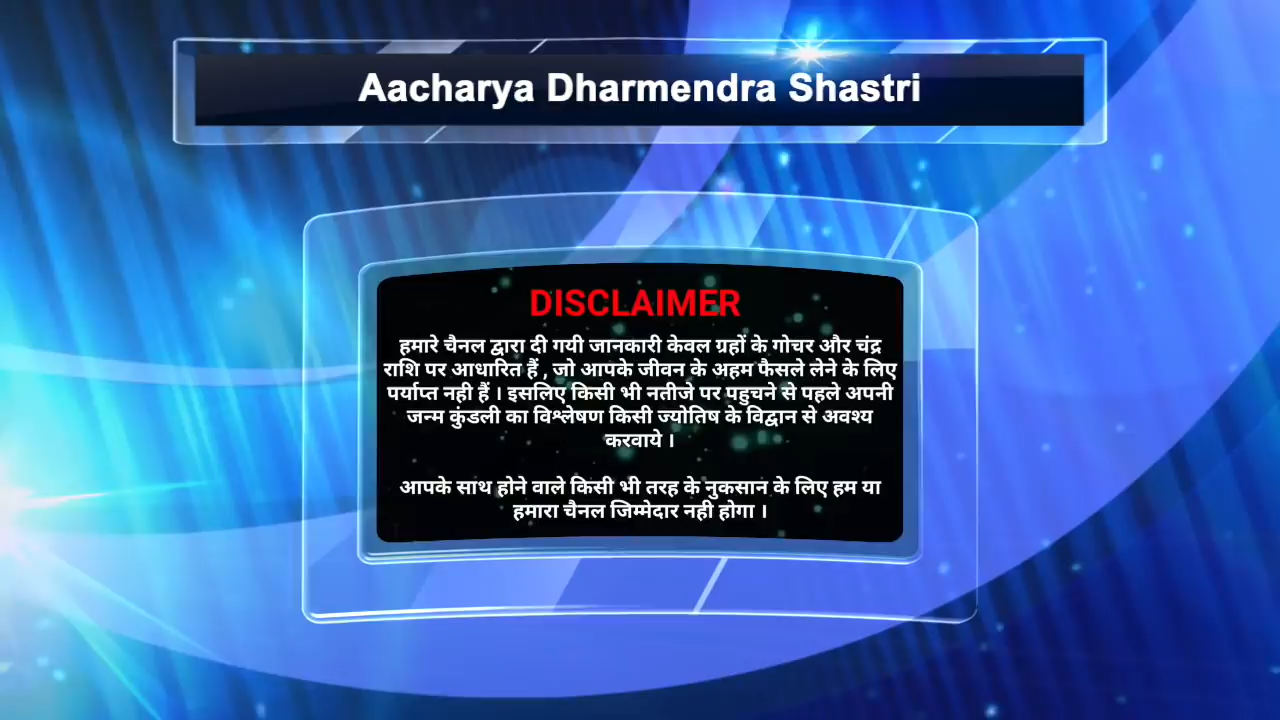 Aacharya Dharmendra Shastri
DISCLAIMER
हमारे चैनल द्वारा दी गयी जानकारी केवल ग्रहों के गोचर और चंद्र
राशि पर आधारित हैं , जो आपके जीवन के अहम फैसले लेने के लिए
पर्याप्त नही हैं । इसलिए किसी भी नतीजे पर पहुचने से पहले अपनी
जन्म कुंडली का विश्लेषण किसी ज्योतिष के विद्वान से अवश्य
करवाये ।
आपके साथ होने वाले किसी भी तरह के नुकसान के लिए हम या
हमारा चैनल जिम्मेदार नही होगा ।